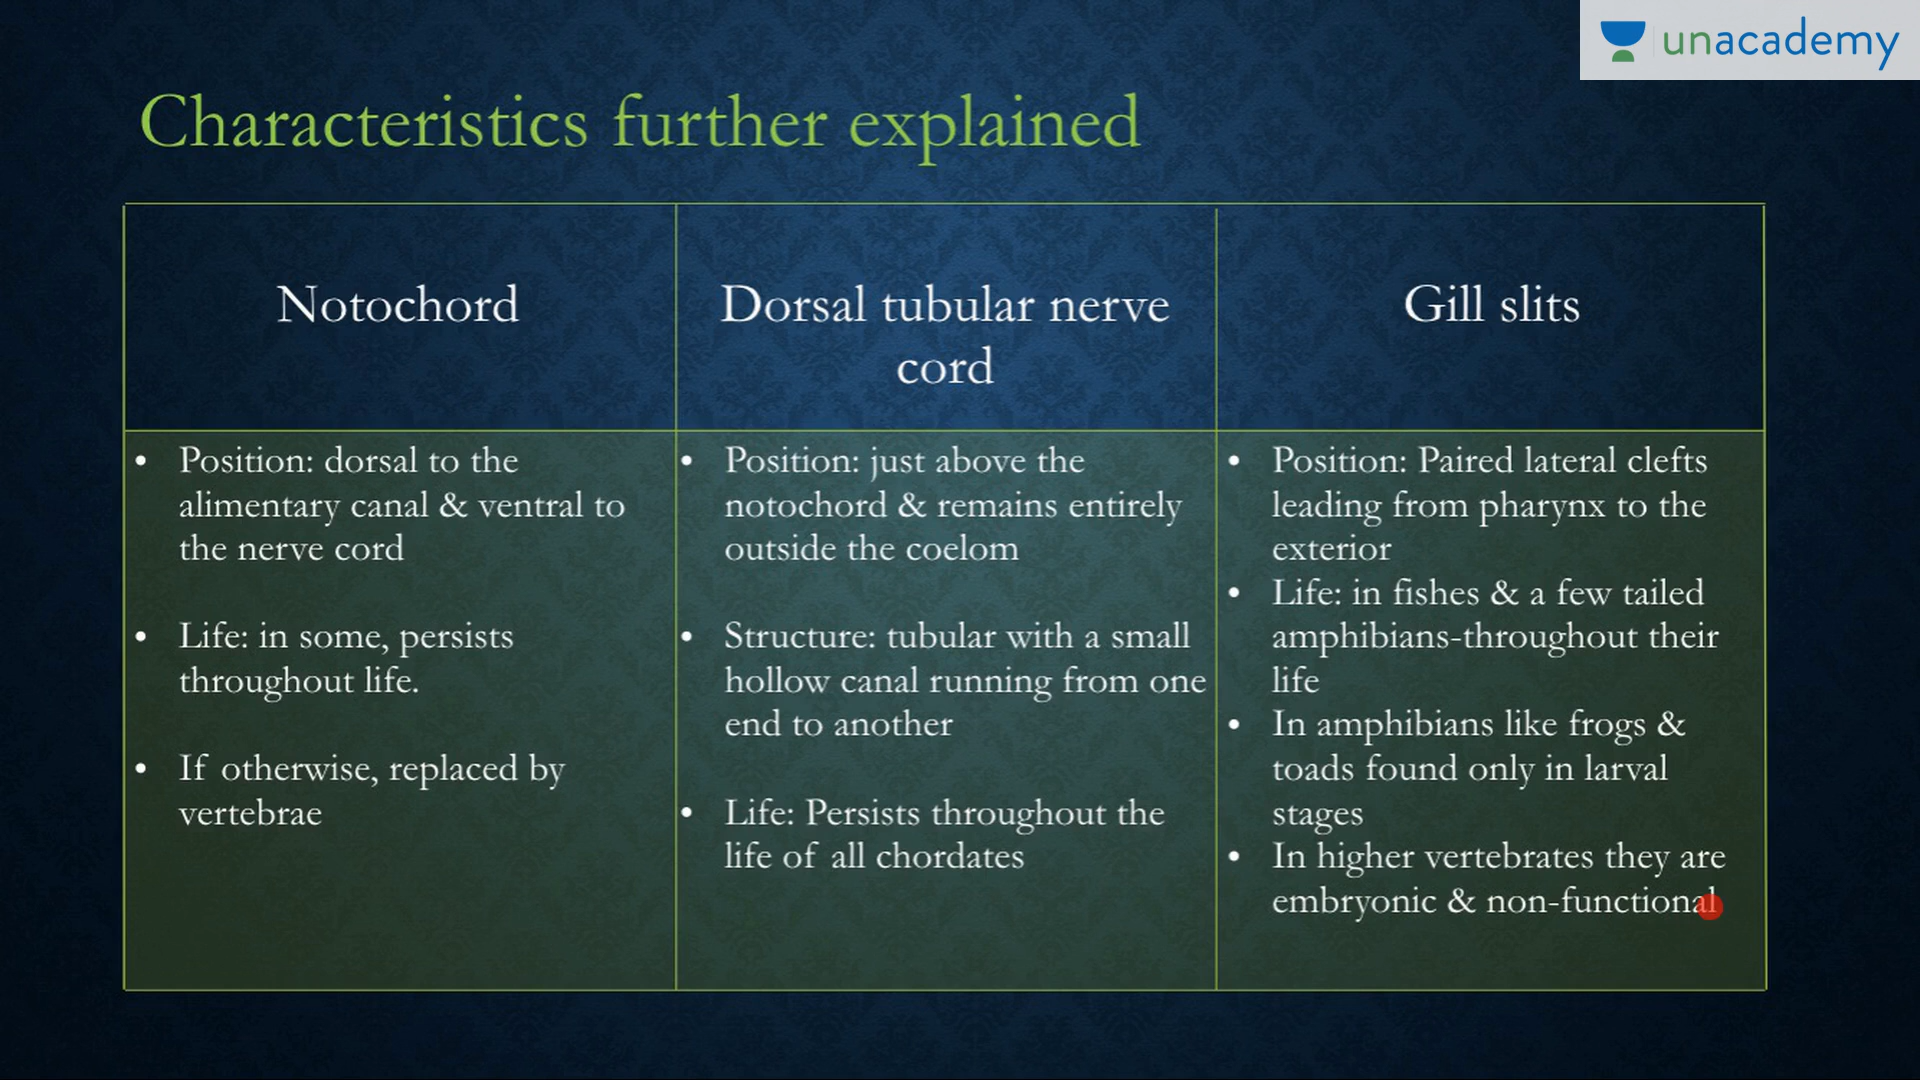 unacademy
Characteristics further explained
Notochord
Dorsal tubular nerve
cord
Gill slits
• Position: dorsal to the
alimentary canal & ventral to
the nerve cord
• Life: in some, persists
throughout life.
• If otherwise, replaced by
vertebrae
• Position: just above the
notochord & remains entirely
outside the coelom
• Structure: tubular with a small
hollow canal running from one
end to another
• Life: Persists throughout the
life of all chordates
• Position: Paired lateral clefts
leading from pharynx to the
exterior
• Life: in fishes & a few tailed
amphibians-throughout their
life
• In amphibians like frogs &
toads found only in larval
stages
• In higher vertebrates they are
embryonic & non-functional